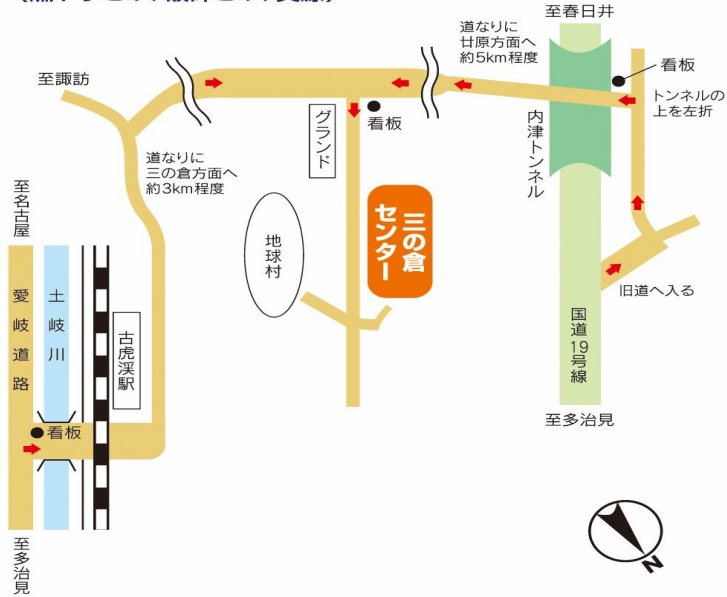 至春日井
道なりに
廿原方面へ
約5km程度
看板
トンネルの
上を左折
内津トンネル
至諏訪
グランド
看板
道なりに
三の倉方面へ
約3km程度
三の倉
センター
地球村
旧道へ入る
国道19号線
至多治見
至名古屋
愛岐道路
土岐川
古虎渓駅
看板
至多治見
N